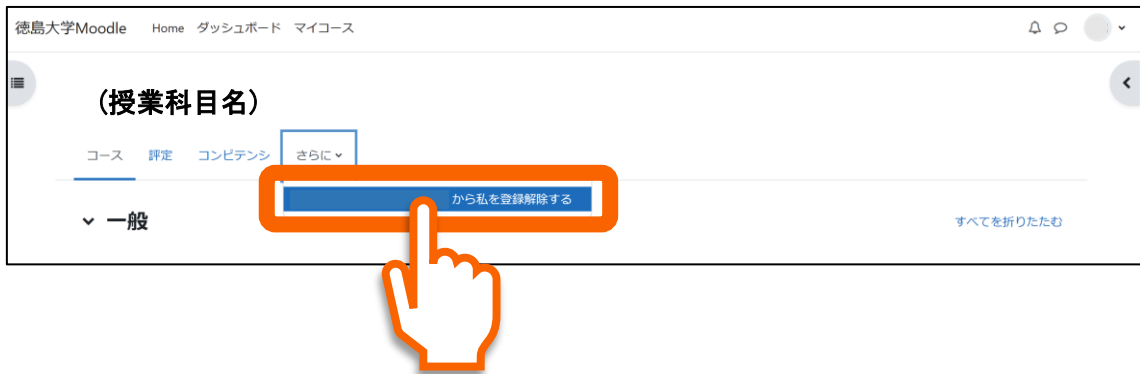 徳島大学Moodle Home ダッシュボード マイコース
（授業科目名）
コース 評定 コンピテンシ さらに
から私を登録解除する
一般 すべてを折りたたむ